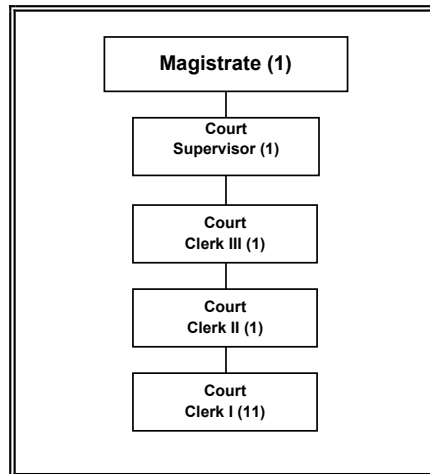 Magistrate (1)
Court
Supervisor (1)
Court
Clerk III (1)
Court
Clerk II (1)
Court
Clerk I (11)